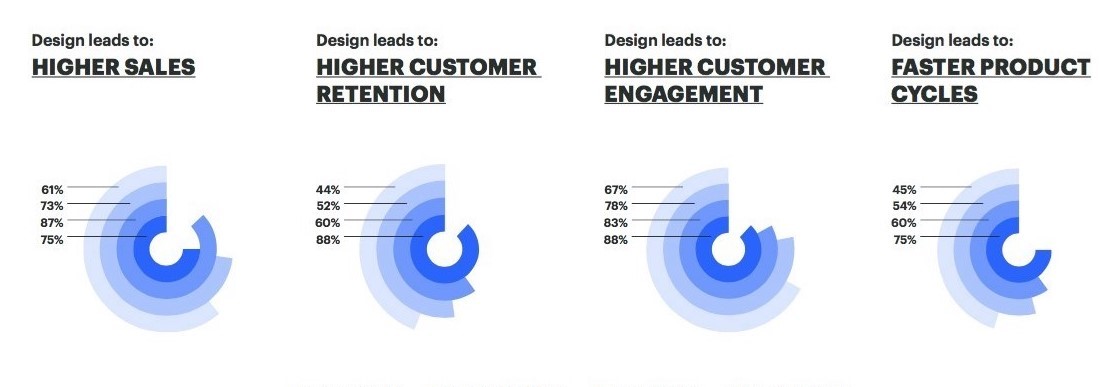 Design leads to:
HIGHER SALES
61%
73%
87%
75%
Design leads to:
HIGHER CUSTOMER
RETENTION
44%
52%
60%
88%
Design leads to:
HIGHER CUSTOMER
ENGAGEMENT
67%
78%
83%
88%
Design leads to:
FASTER PRODUCT
CYCLES
45%
54%
60%
75%